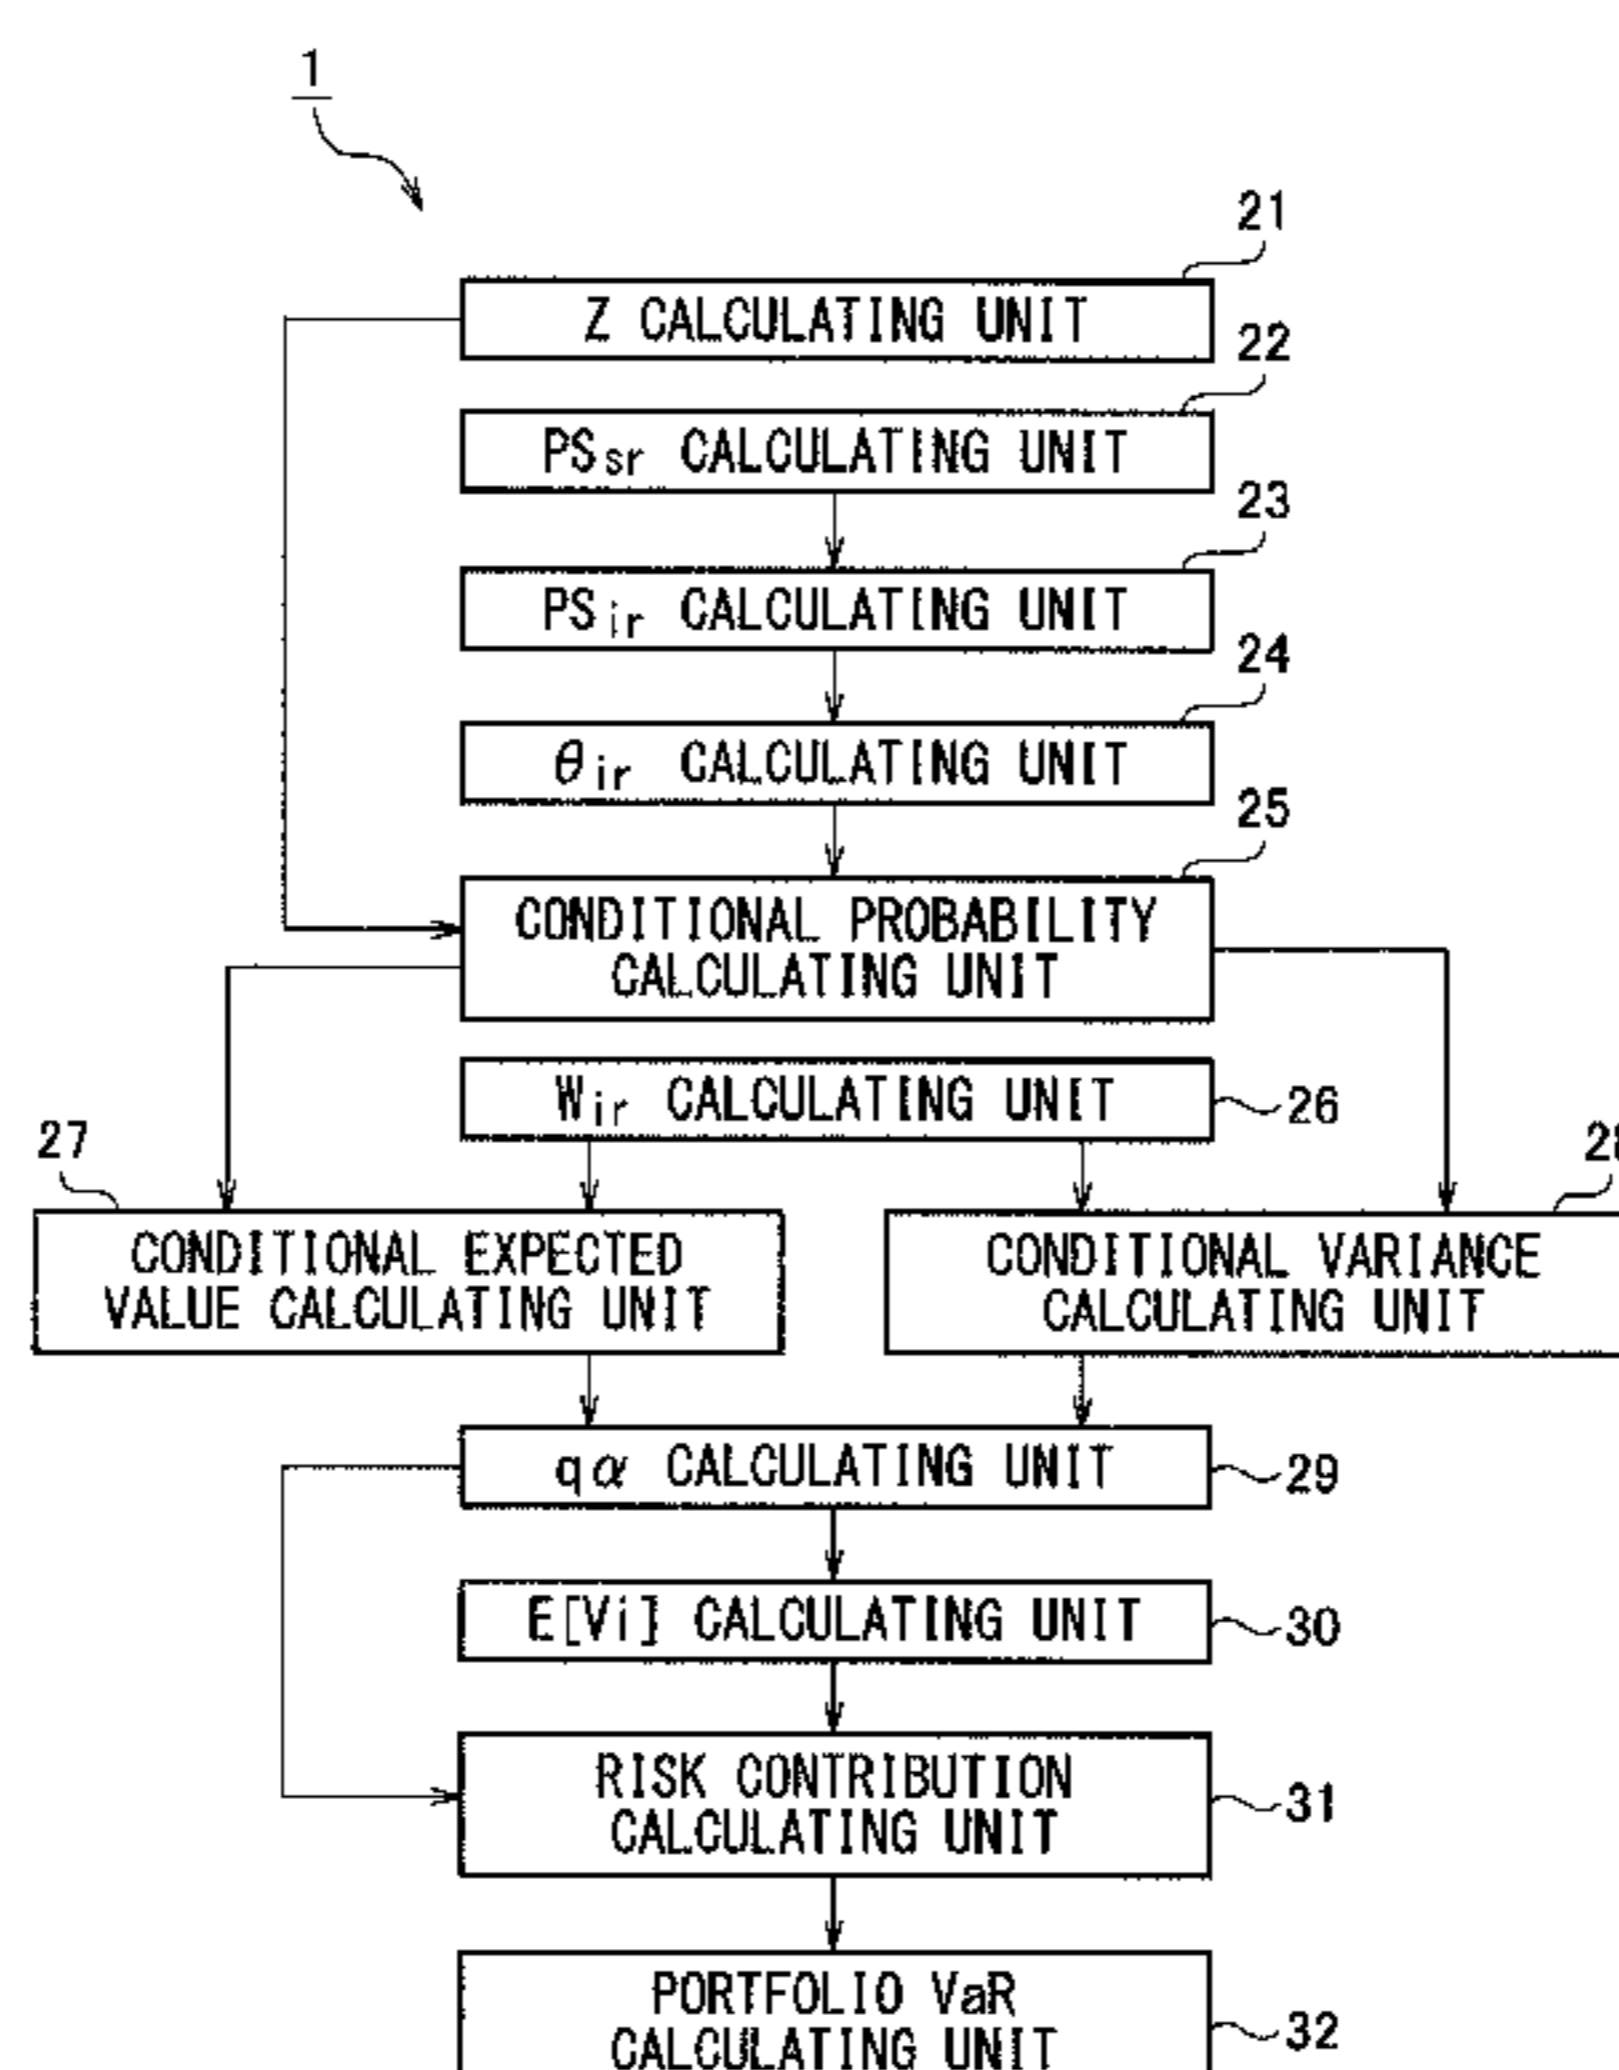 1
21
Z CALCULATING UNIT
22
PSsr CALCULATING UNIT
23
PSir CALCULATING UNIT
24
θir CALCULATING UNIT
25
CONDITIONAL PROBABILITY
CALCULATING UNIT
Wir CALCULATING UNIT
26
27
CONDITIONAL EXPECTED
VALUE CALCULATING UNIT
CONDITIONAL VARIANCE
CALCULATING UNIT
qα CALCULATING UNIT
29
E[Vi] CALCULATING UNIT
30
RISK CONTRIBUTION
CALCULATING UNIT
31
PORTFOLIO VaR
CALCULATING UNIT
32